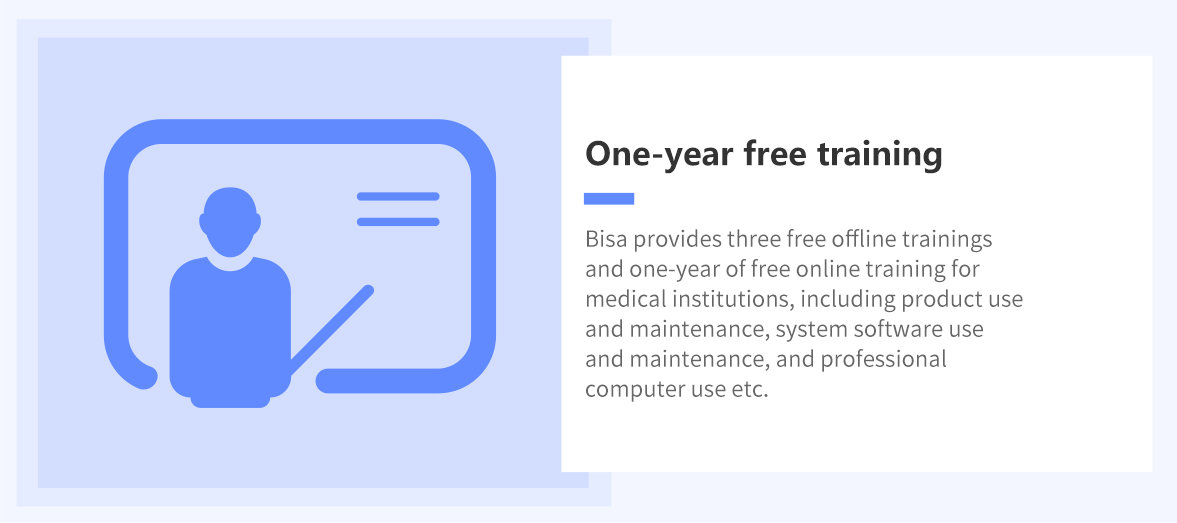 One-year free training
Bisa provides three free offline trainings
and one-year of free online training for
medical institutions, including product use
and maintenance, system software use
and maintenance, and professional
computer use etc.